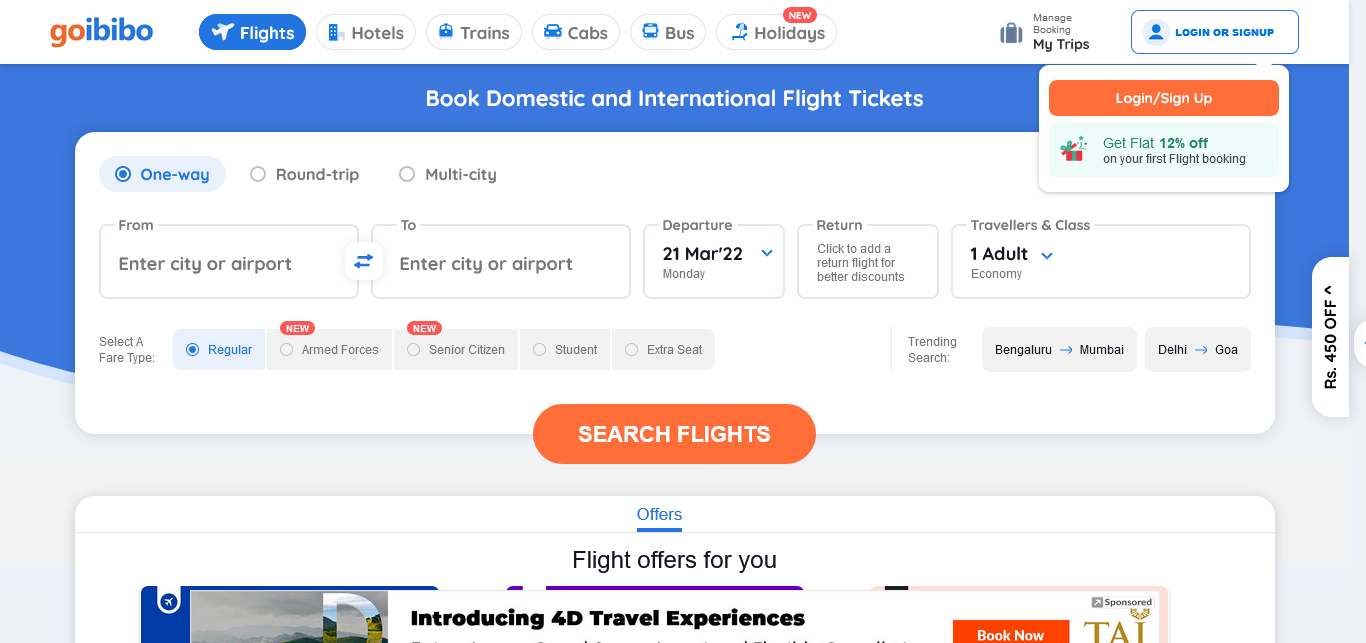 goibibo
Flights
Hotels
Trains
Cabs
Bus
NEW
Holidays
Manage
Booking
My Trips
LOGIN OR SIGNUP
Login/Sign Up
Get Flat 12% off
on your first Flight booking
Book Domestic and International Flight Tickets
One-way
Round-trip
Multi-city
From
Enter city or airport
To
Enter city or airport
Departure
21 Mar'22
Monday
Return
Click to add a
return flight for
better discounts
Travellers & Class
1 Adult
Economy
Rs. 450 OFF
Select A
Fare Type:
Regular
NEW
Armed Forces
NEW
Senior Citizen
Student
Extra Seat
Trending
Search:
Bengaluru → Mumbai
Delhi → Goa
SEARCH FLIGHTS
Offers
Flight offers for you
Introducing 4D Travel Experiences
Sponsored
Book Now
TAJ